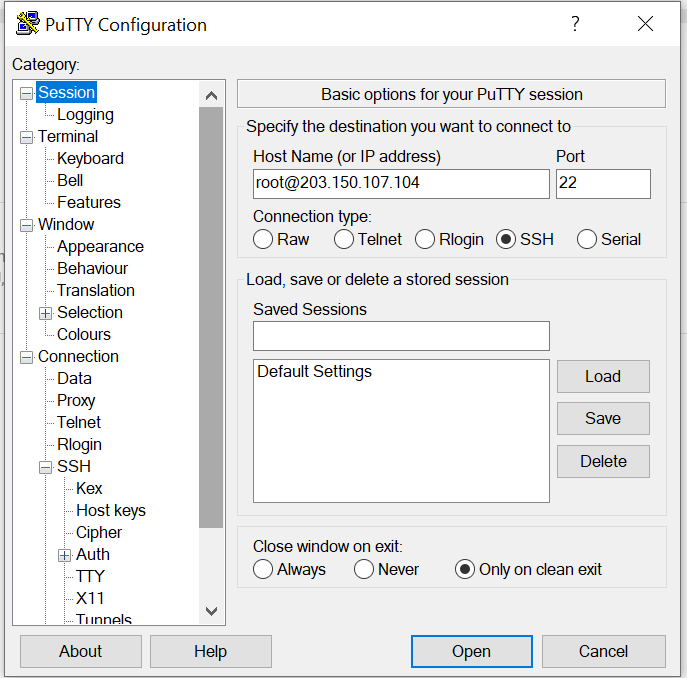 PuTTY Configuration
?
Category:
Session
Logging
Terminal
Keyboard
Bell
Features
Window
Appearance
Behaviour
Translation
Selection
Colours
Connection
Data
Proxy
Telnet
Rlogin
SSH
Kex
Host keys
Cipher
Auth
TTY
X11
Tunnels
Basic options for your PuTTY session
Specify the destination you want to connect to
Host Name (or IP address) Port
root@203.150.107.104 22
Connection type:
Raw Telnet Rlogin SSH Serial
Load, save or delete a stored session
Saved Sessions
Default Settings
Load
Save
Delete
Close window on exit:
Always Never Only on clean exit
About Help Open Cancel